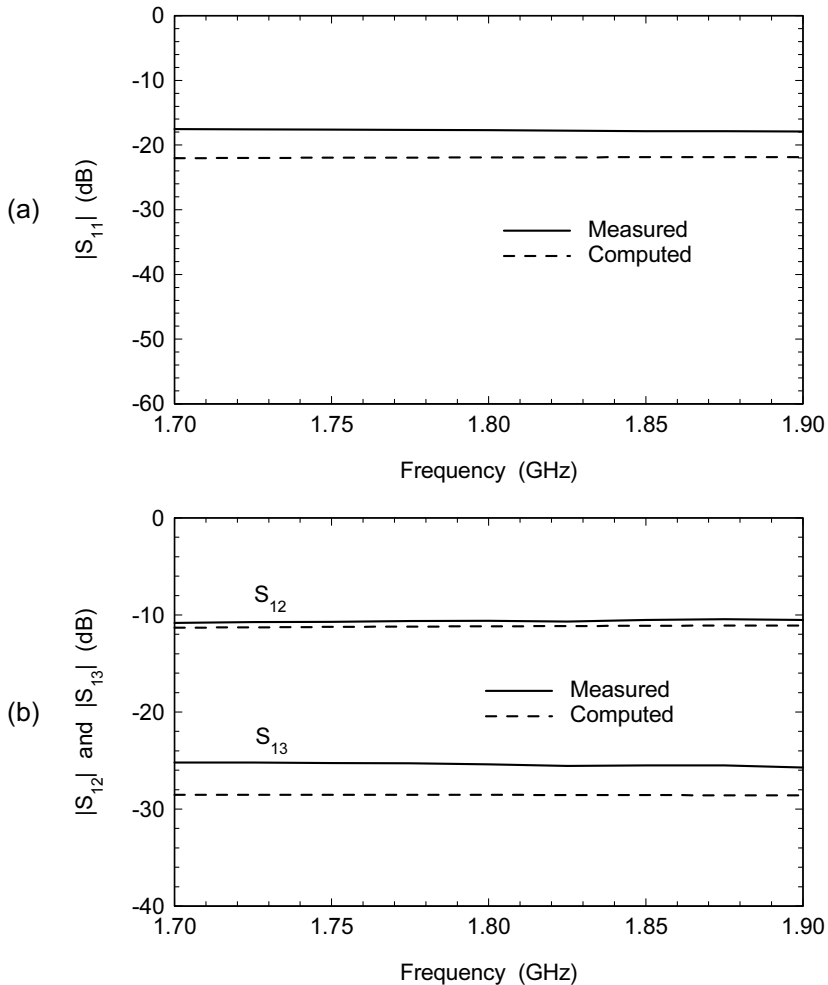 0
-10
-20
-30
-40
-50
-60
|S11| (dB)
(a)
Measured
Computed
1.70
1.75
1.80
1.85
1.90
Frequency (GHz)
0
-10
-20
-30
-40
|S12| and |S13| (dB)
(b)
S12
Measured
Computed
S13
1.70
1.75
1.80
1.85
1.90
Frequency (GHz)